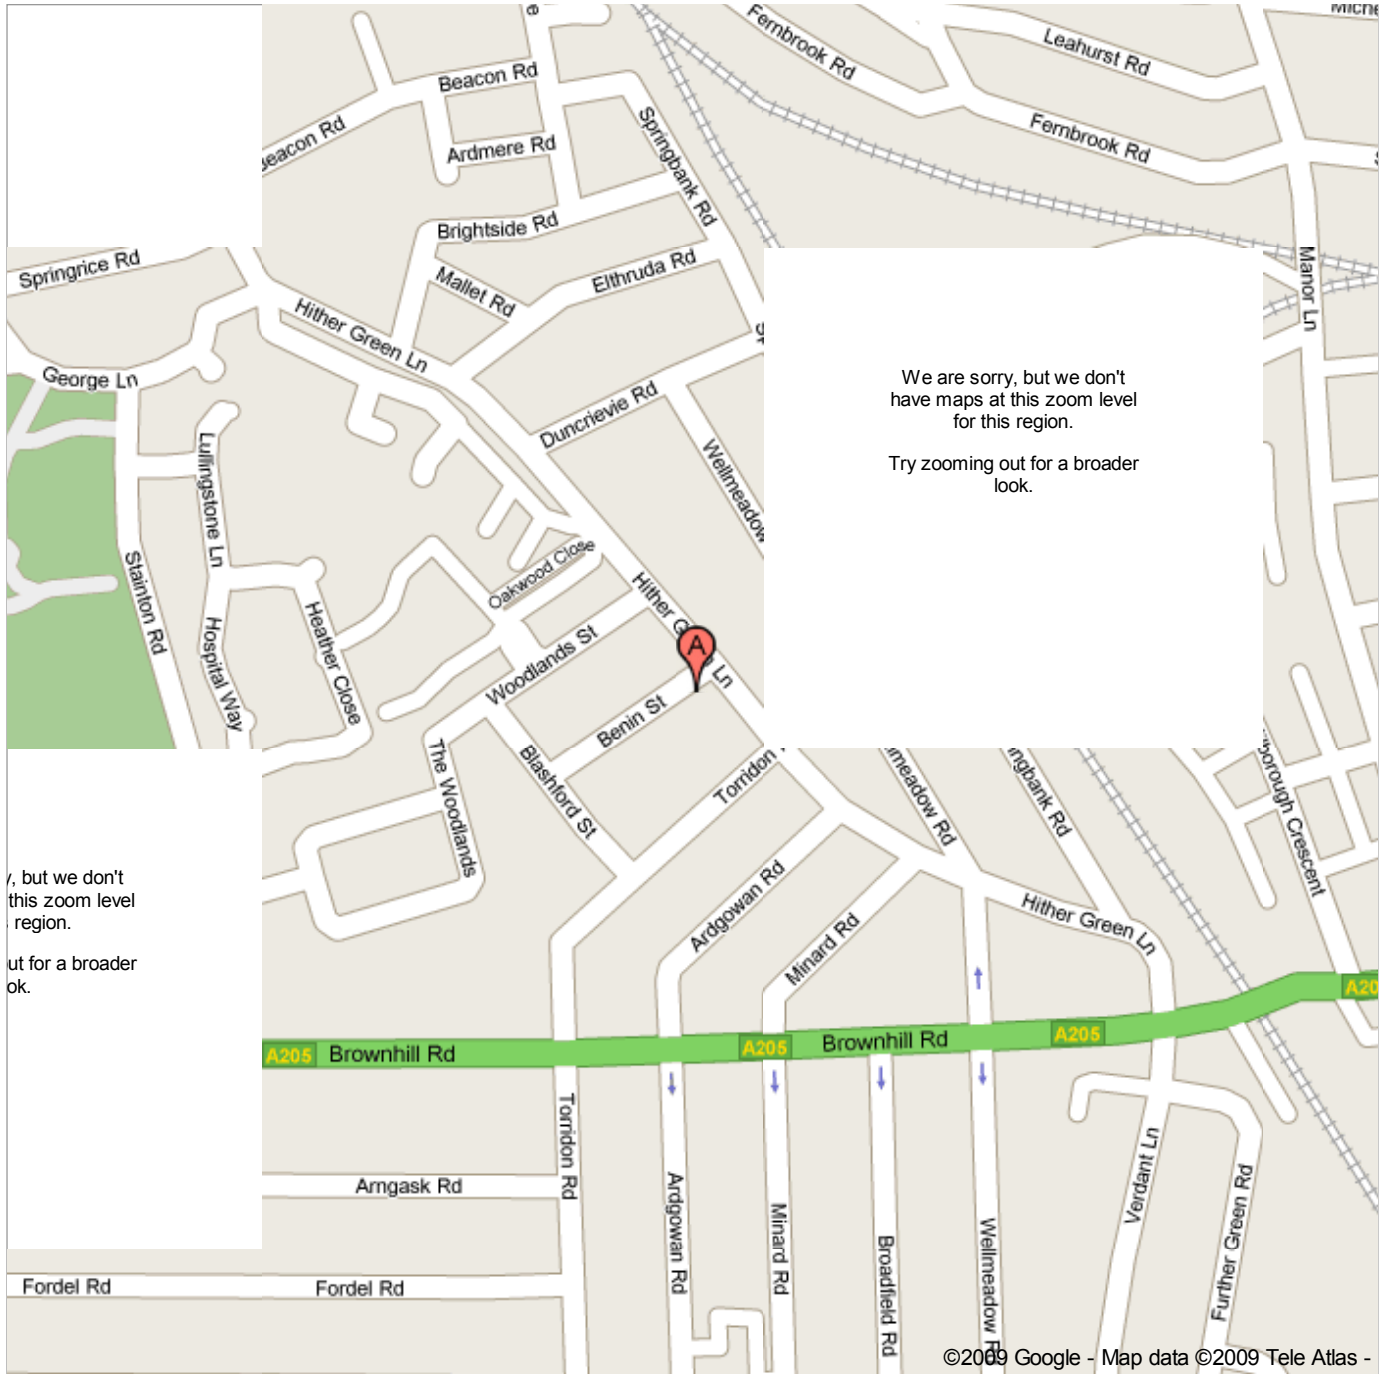 Fernbrook Rd
Leahurst Rd
Beacon Rd
Beacon Rd
Ardmere Rd
Springbank Rd
Fernbrook Rd
Brightside Rd
Springrice Rd
Mallet Rd
Elthruda Rd
Manor Ln
Hither Green Ln
George Ln
Duncrievie Rd
We are sorry, but we don't
have maps at this zoom level
for this region.
Try zooming out for a broader
look.
Lullingstone Ln
Wellmeadow
Oakwood Close
Stainton Rd
Hither G
Ln
A
Heather Close
Hospital Way
Woodlands St
Benin St
The Woodlands
Blashford St
Torridon
meadow Rd
ngbank Rd
borough Crescent
, but we don't
this zoom level
region.
ut for a broader
ok.
Ardgowan Rd
Minard Rd
Hither Green Ln
A20
A205
Brownhill Rd
A205
Brownhill Rd
A205
Torridon Rd
Arngask Rd
Ardgowan Rd
Minard Rd
Broadfield Rd
Wellmeadow R
Verdant Ln
Further Green Rd
Fordel Rd
Fordel Rd
©2009 Google - Map data ©2009 Tele Atlas -